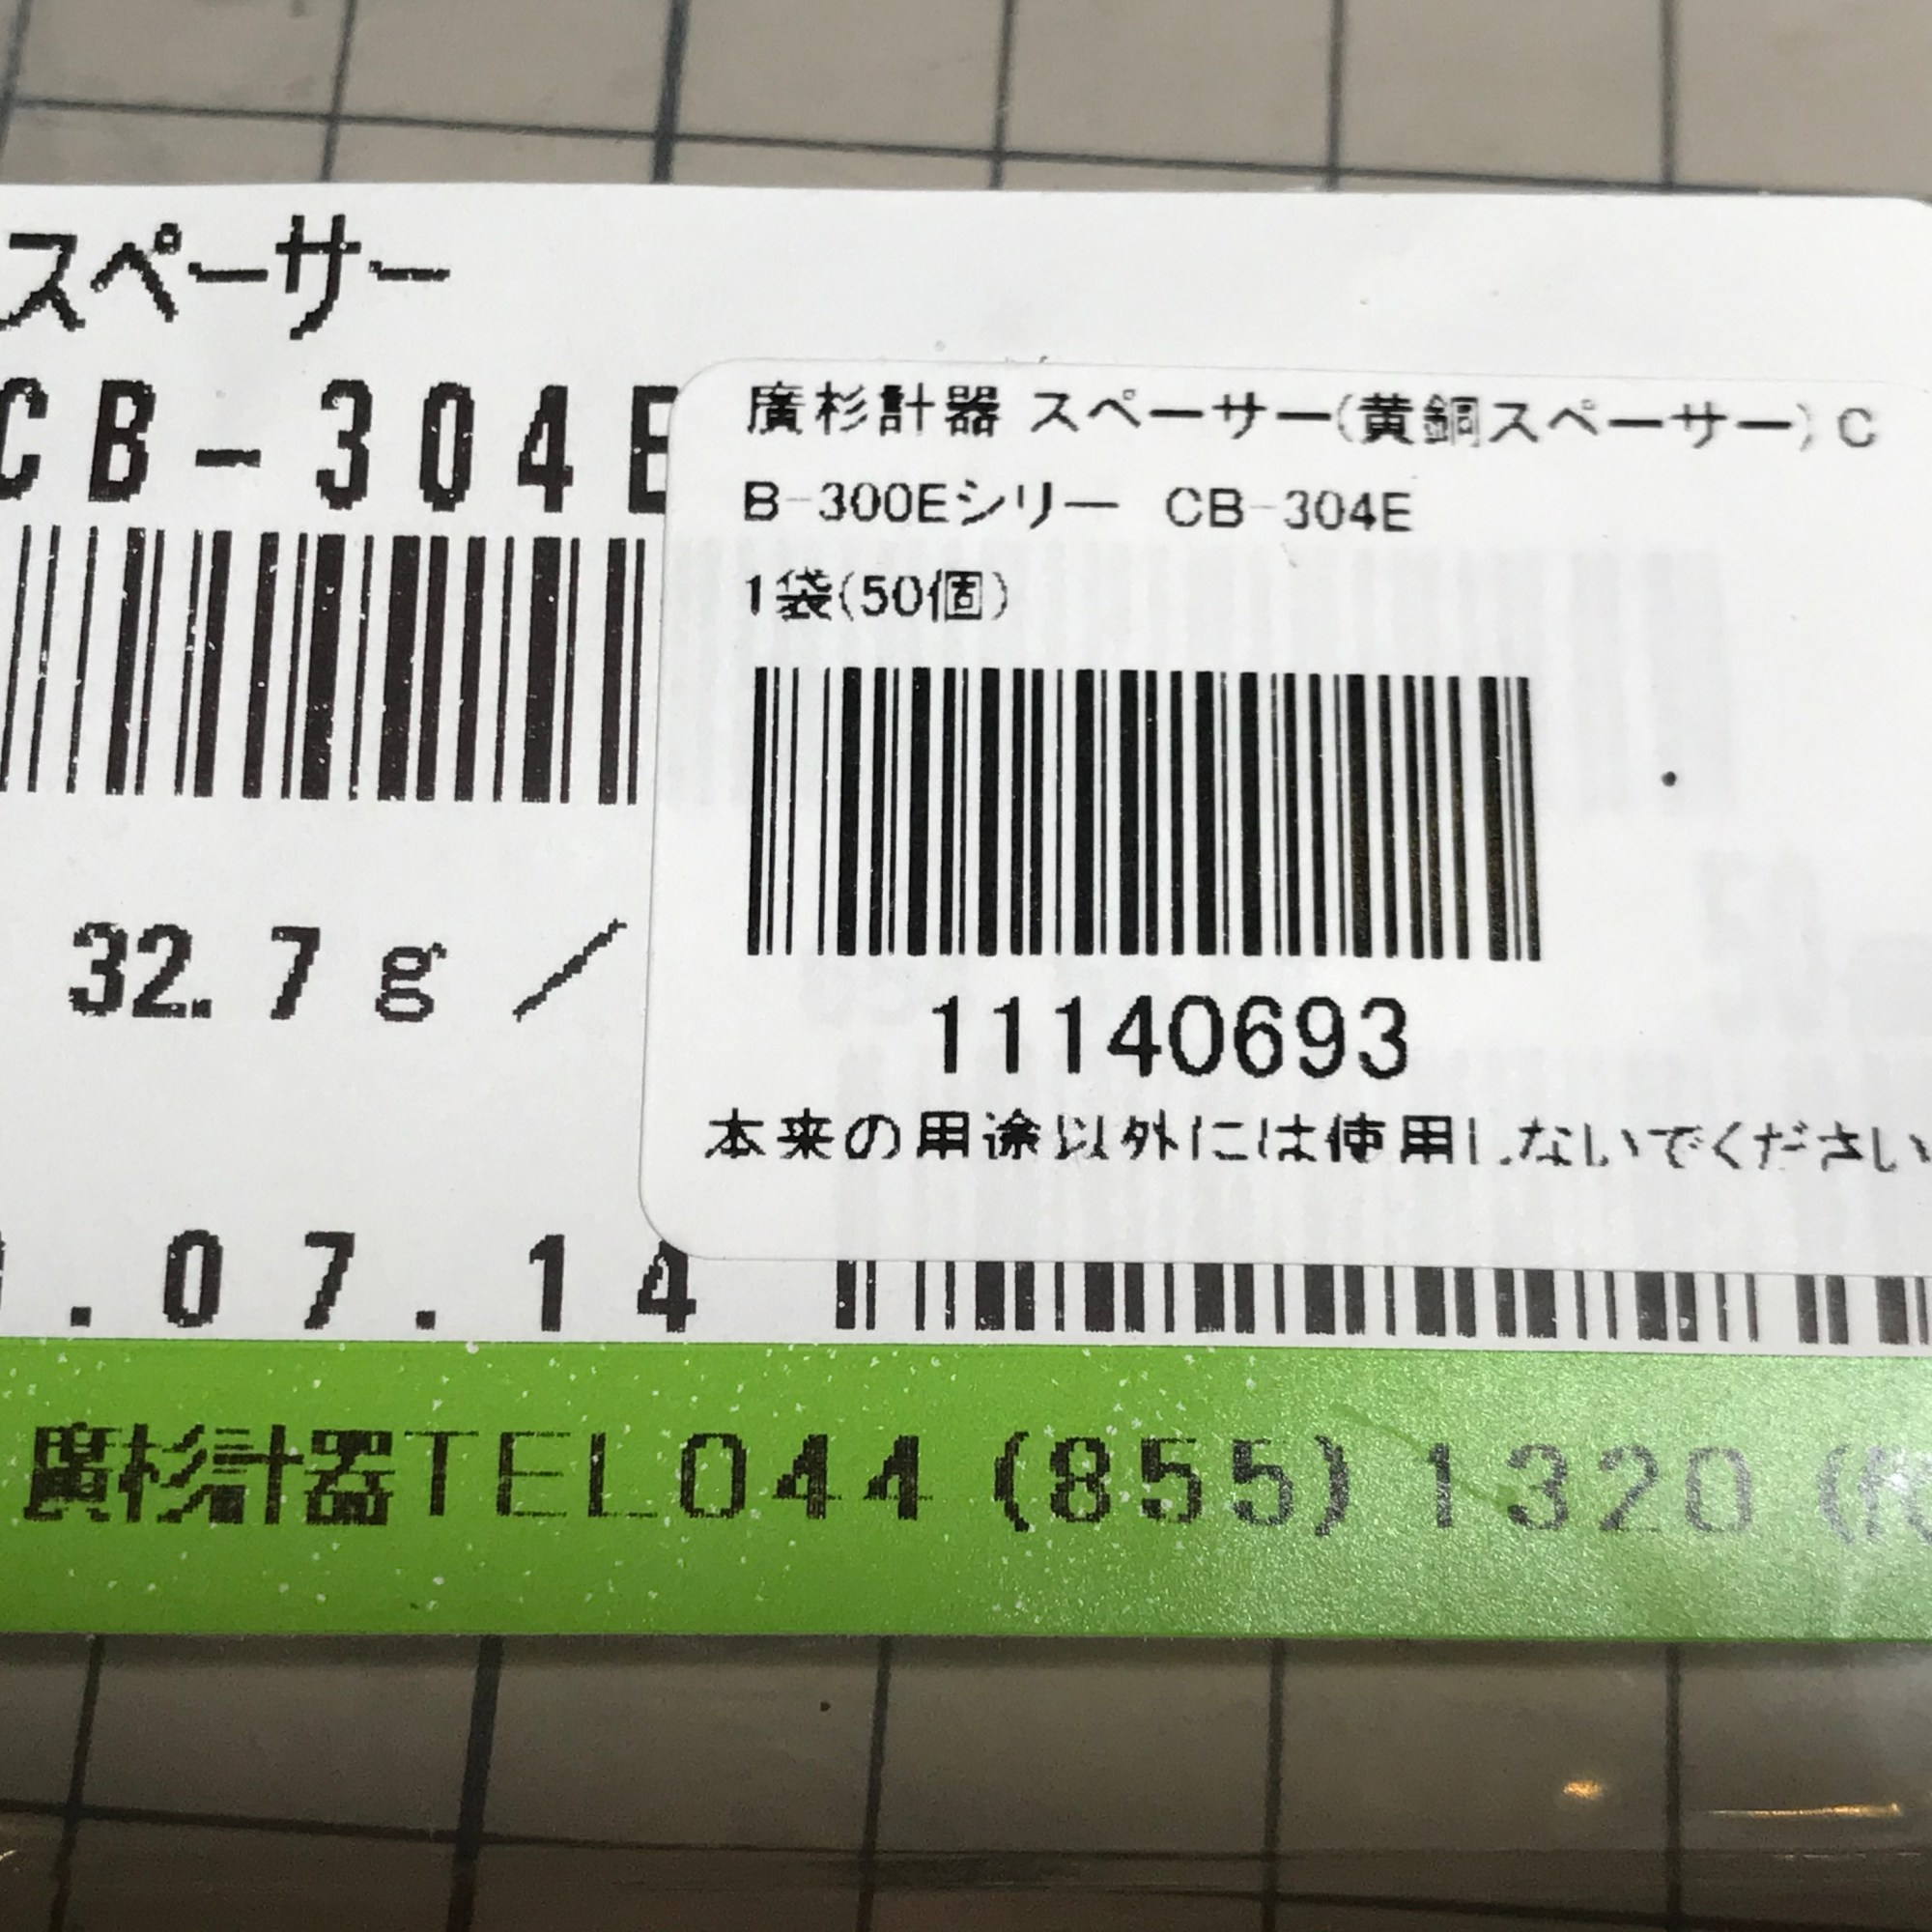 スペーサー
CB-304E
廣杉計器 スペーサー(黄銅スペーサー) C
B-300Eシリー CB-304E
1袋(50個)
11140693
本来の用途以外には使用しないでください
32.7g/
.07.14
廣杉計器TEL044(855)1320